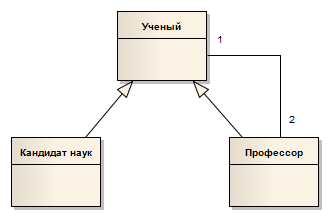 Ученый
1
2
Кандидат наук
Профессор